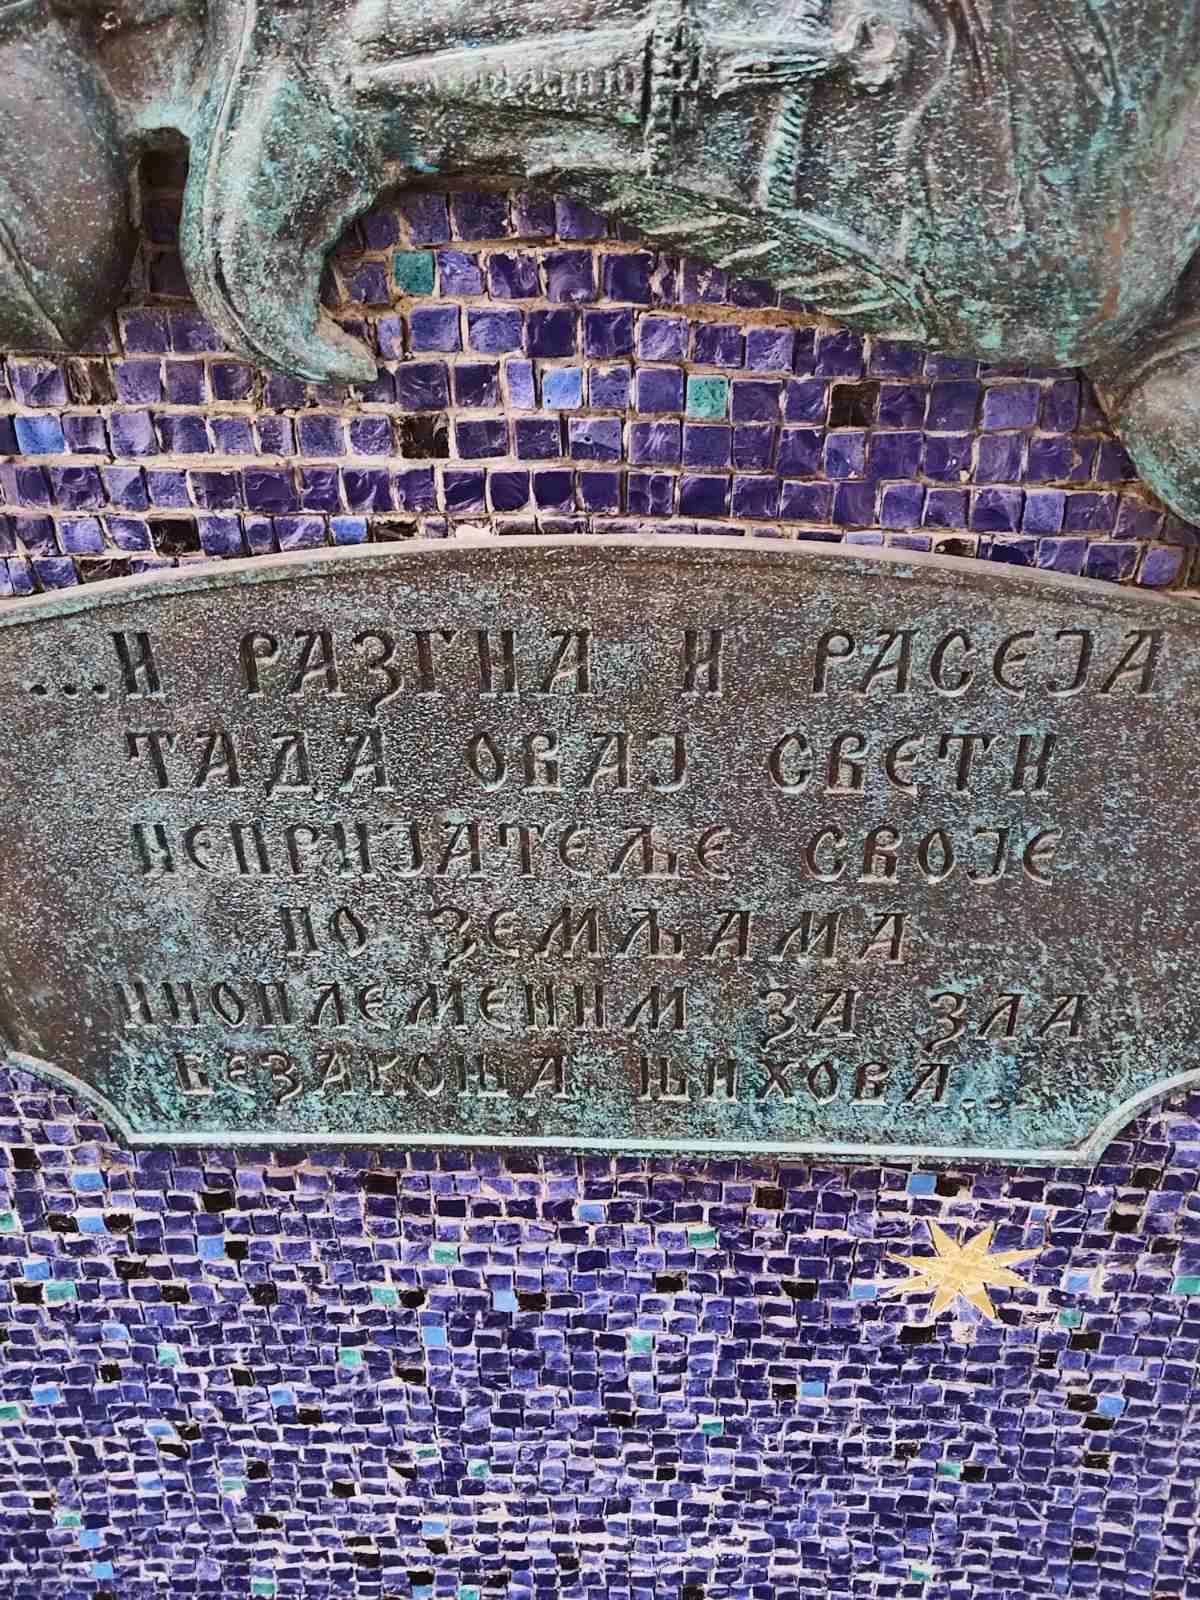 ...И РАЗГНА И РАСЕЈА
ТАДА ОВАЈ СВЕТИ
НЕПРИЈАТЕЉЕ СВОЈЕ
ПО ЗЕМЉАМА
ИНОПЛЕМЕНИМ ЗА ЗЛА
БЕЗАКОЊА ЊИХОВА...